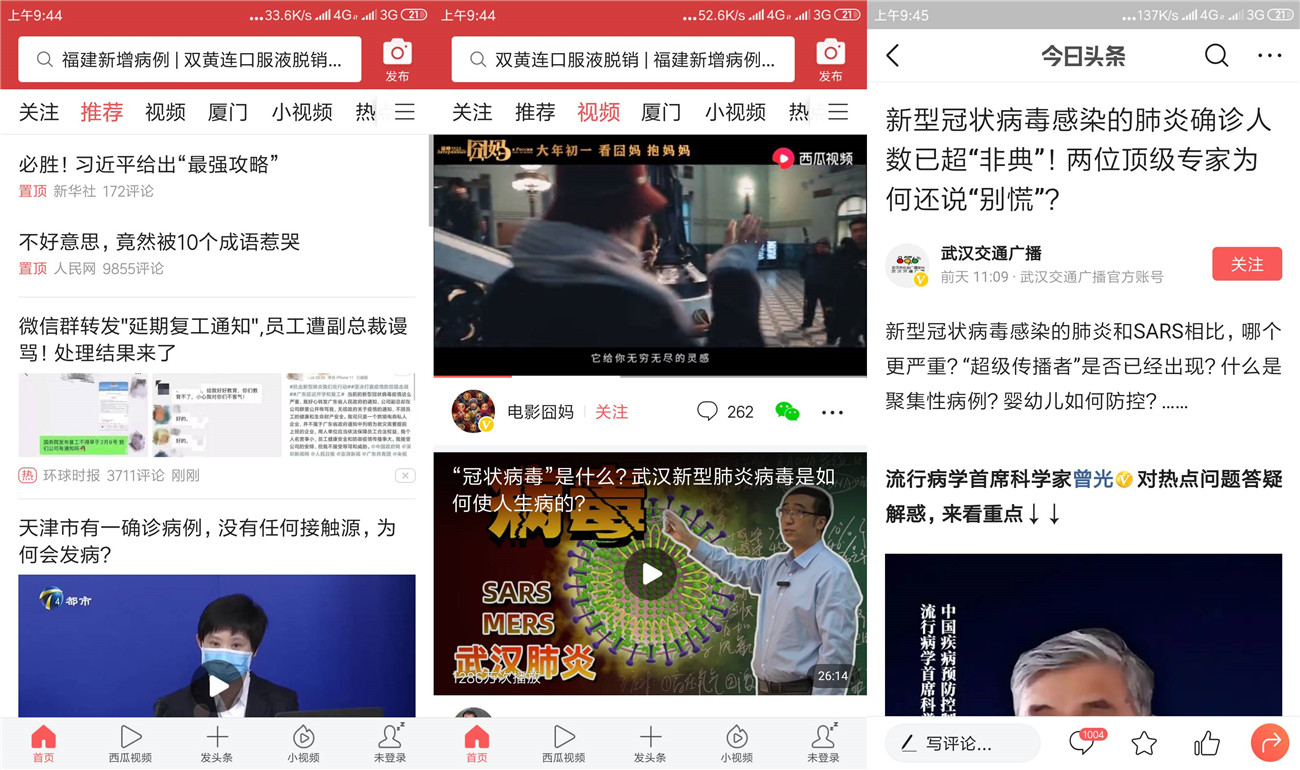 上午9:44
...33.6K/s 4G 3G 21
福建新增病例 | 双黄连口服液脱销...
发布
关注 推荐 视频 厦门 小视频 热
必胜！习近平给出“最强攻略”
置顶 新华社 172评论
不好意思，竟然被10个成语惹哭
置顶 人民网 9855评论
微信群转发"延期复工通知",员工遭副总裁谩
骂！处理结果来了
热 环球时报 3711评论 刚刚
天津市有一确诊病例，没有任何接触源，为
何会发病？
都市
首页 西瓜视频 发头条 小视频 未登录
上午9:44
...52.6K/s 4G 3G 21
双黄连口服液脱销 | 福建新增病例...
发布
关注 推荐 视频 厦门 小视频 热
囧妈 大年初一 看囧妈 抱妈妈
西瓜视频
它给你无穷无尽的灵感
电影囧妈 关注 262
“冠状病毒”是什么？武汉新型肺炎病毒是如
何使人生病的？
病毒
SARS
MERS
武汉肺炎
1286万次播放
26:14
首页 西瓜视频 发头条 小视频 未登录
上午9:45
...137K/s 4G 3G 21
今日头条
新型冠状病毒感染的肺炎确诊人
数已超“非典”！两位顶级专家为
何还说“别慌”？
武汉交通广播
前天 11:09 · 武汉交通广播官方账号
关注
新型冠状病毒感染的肺炎和SARS相比，哪个
更严重？“超级传播者”是否已经出现？什么是
聚集性病例？婴幼儿如何防控？......
流行病学首席科学家曾光 对热点问题答疑
解惑，来看重点↓↓
中国疾病预防控制
流行病学首席科学
写评论...
1004